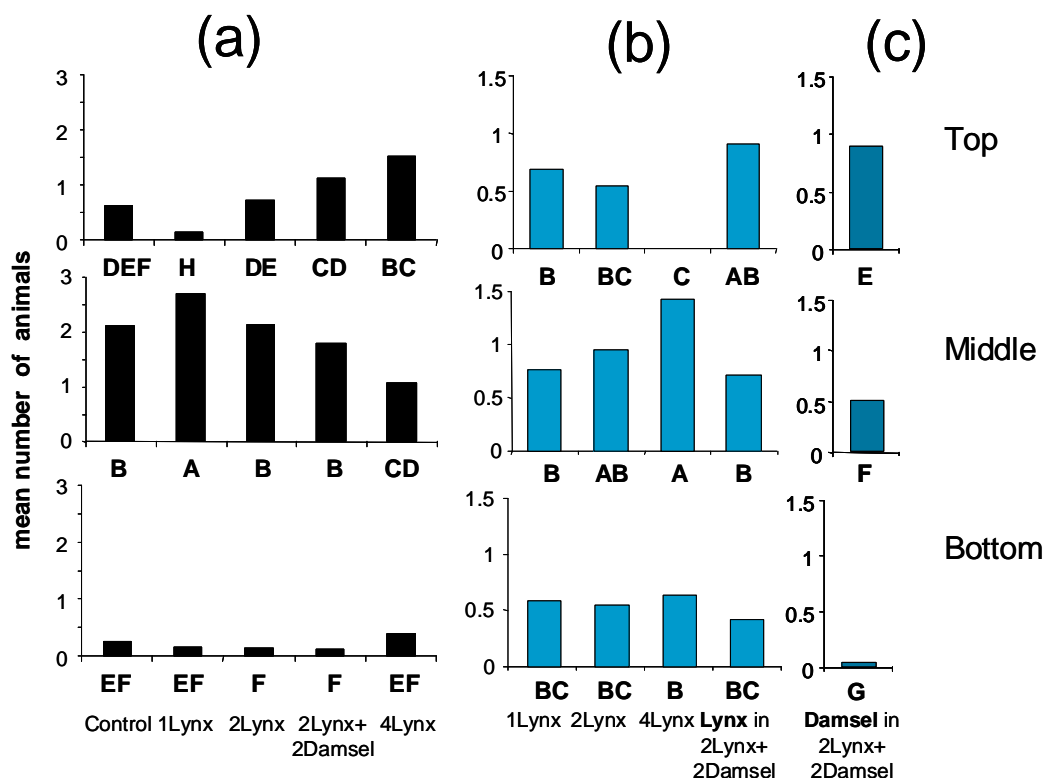 (a) (b) (c)
mean number of animals
3
2
1
0
DEF H DE CD BC
1.5
1
0.5
0
B BC C AB
1.5
1
0.5
0
E
Top
3
2
1
0
B A B B CD
1.5
1
0.5
0
B AB A B
1.5
1
0.5
0
F
Middle
3
2
1
0
EF EF F F EF
Control 1Lynx 2Lynx 2Lynx+ 4Lynx
2Damsel
1.5
1
0.5
0
BC BC B BC
1Lynx 2Lynx 4Lynx Lynx in
2Lynx+
2Damsel
1.5
1
0.5
0
G
Damsel in
2Lynx+
2Damsel
Bottom